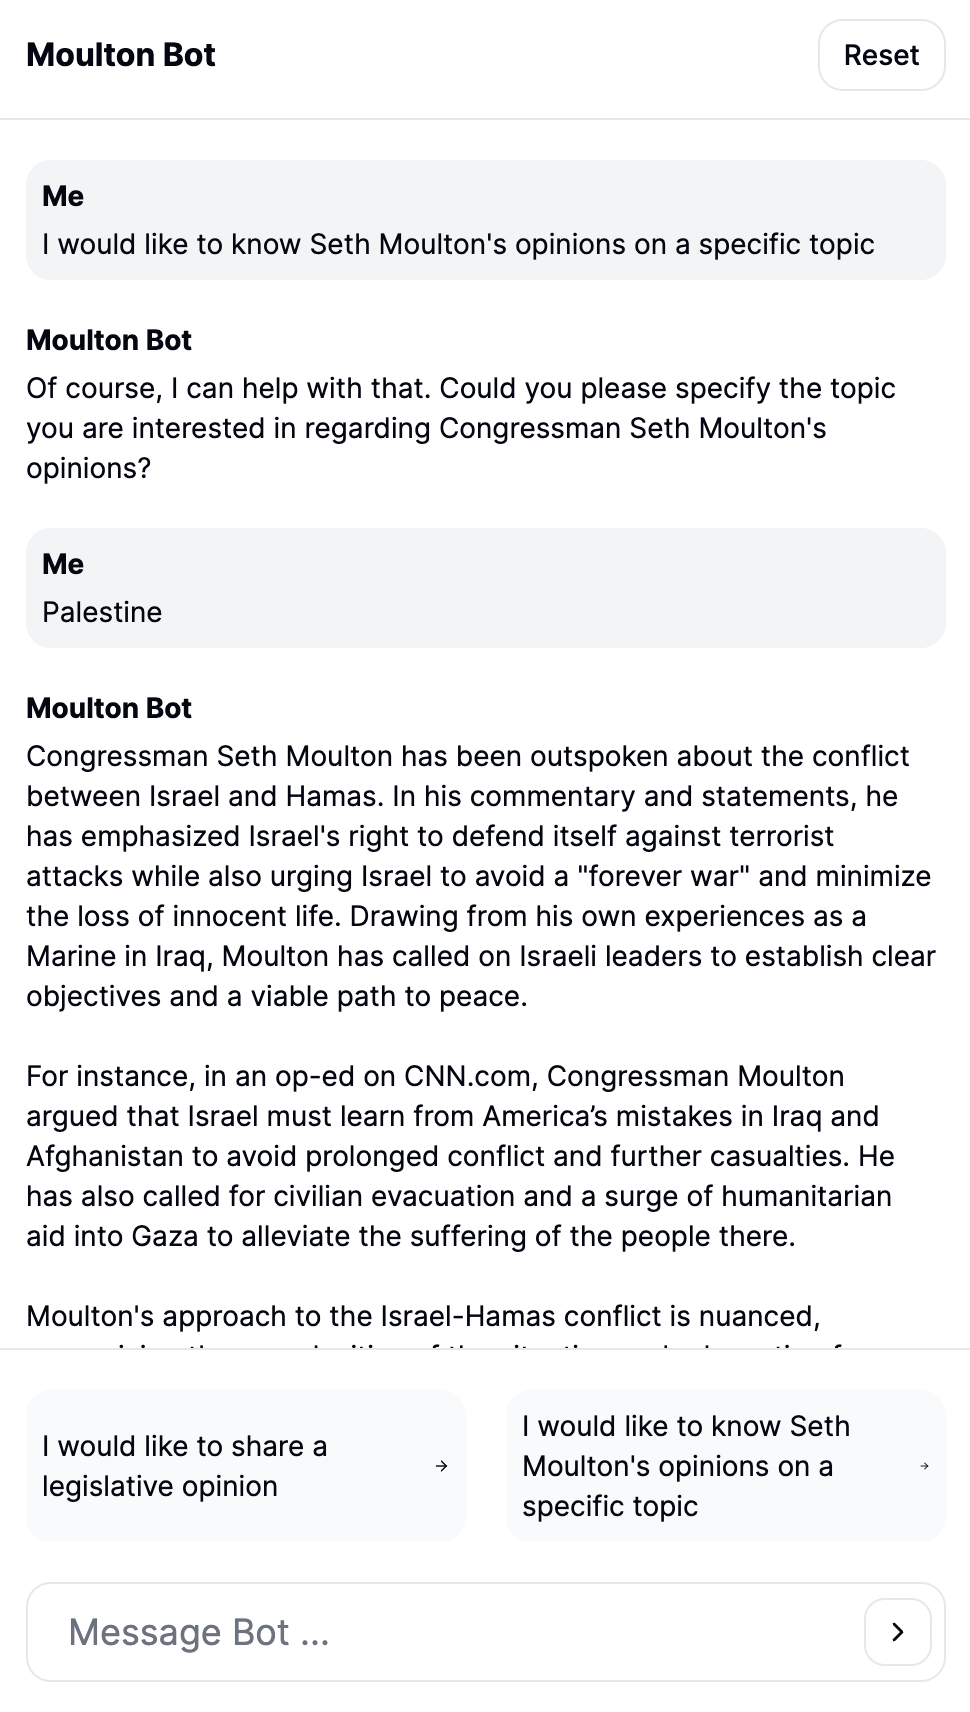 Moulton Bot
Reset
Me
I would like to know Seth Moulton's opinions on a specific topic
Moulton Bot
Of course, I can help with that. Could you please specify the topic
you are interested in regarding Congressman Seth Moulton's
opinions?
Me
Palestine
Moulton Bot
Congressman Seth Moulton has been outspoken about the conflict
between Israel and Hamas. In his commentary and statements, he
has emphasized Israel's right to defend itself against terrorist
attacks while also urging Israel to avoid a "forever war" and minimize
the loss of innocent life. Drawing from his own experiences as a
Marine in Iraq, Moulton has called on Israeli leaders to establish clear
objectives and a viable path to peace.
For instance, in an op-ed on CNN.com, Congressman Moulton
argued that Israel must learn from America’s mistakes in Iraq and
Afghanistan to avoid prolonged conflict and further casualties. He
has also called for civilian evacuation and a surge of humanitarian
aid into Gaza to alleviate the suffering of the people there.
Moulton's approach to the Israel-Hamas conflict is nuanced,
I would like to share a
legislative opinion
I would like to know Seth
Moulton's opinions on a
specific topic
Message Bot ...